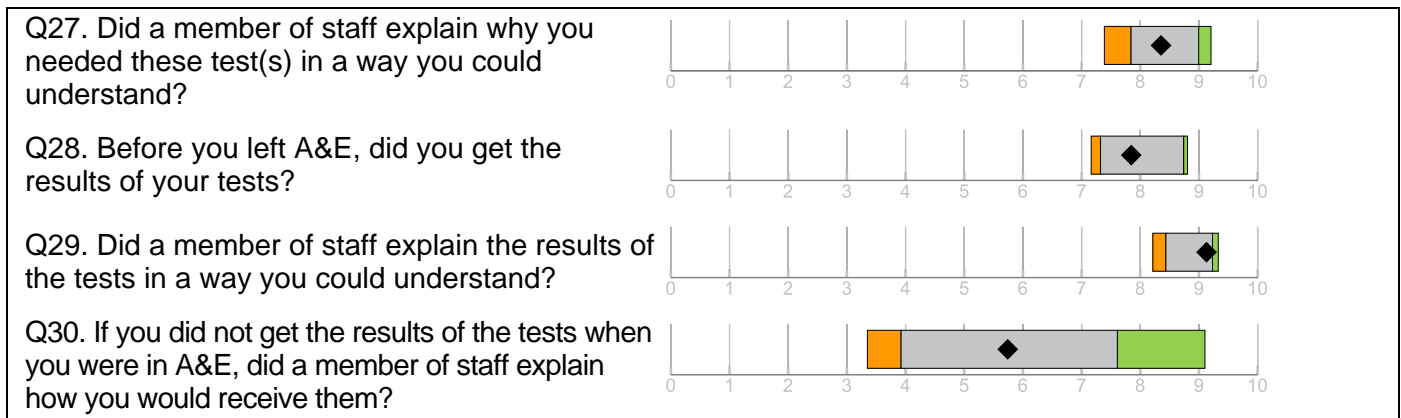 Q27. Did a member of staff explain why you
needed these test(s) in a way you could
understand?
0 1 2 3 4 5 6 7 8 9 10
Q28. Before you left A&E, did you get the
results of your tests?
0 1 2 3 4 5 6 7 8 9 10
Q29. Did a member of staff explain the results of
the tests in a way you could understand?
0 1 2 3 4 5 6 7 8 9 10
Q30. If you did not get the results of the tests when
you were in A&E, did a member of staff explain
how you would receive them?
0 1 2 3 4 5 6 7 8 9 10